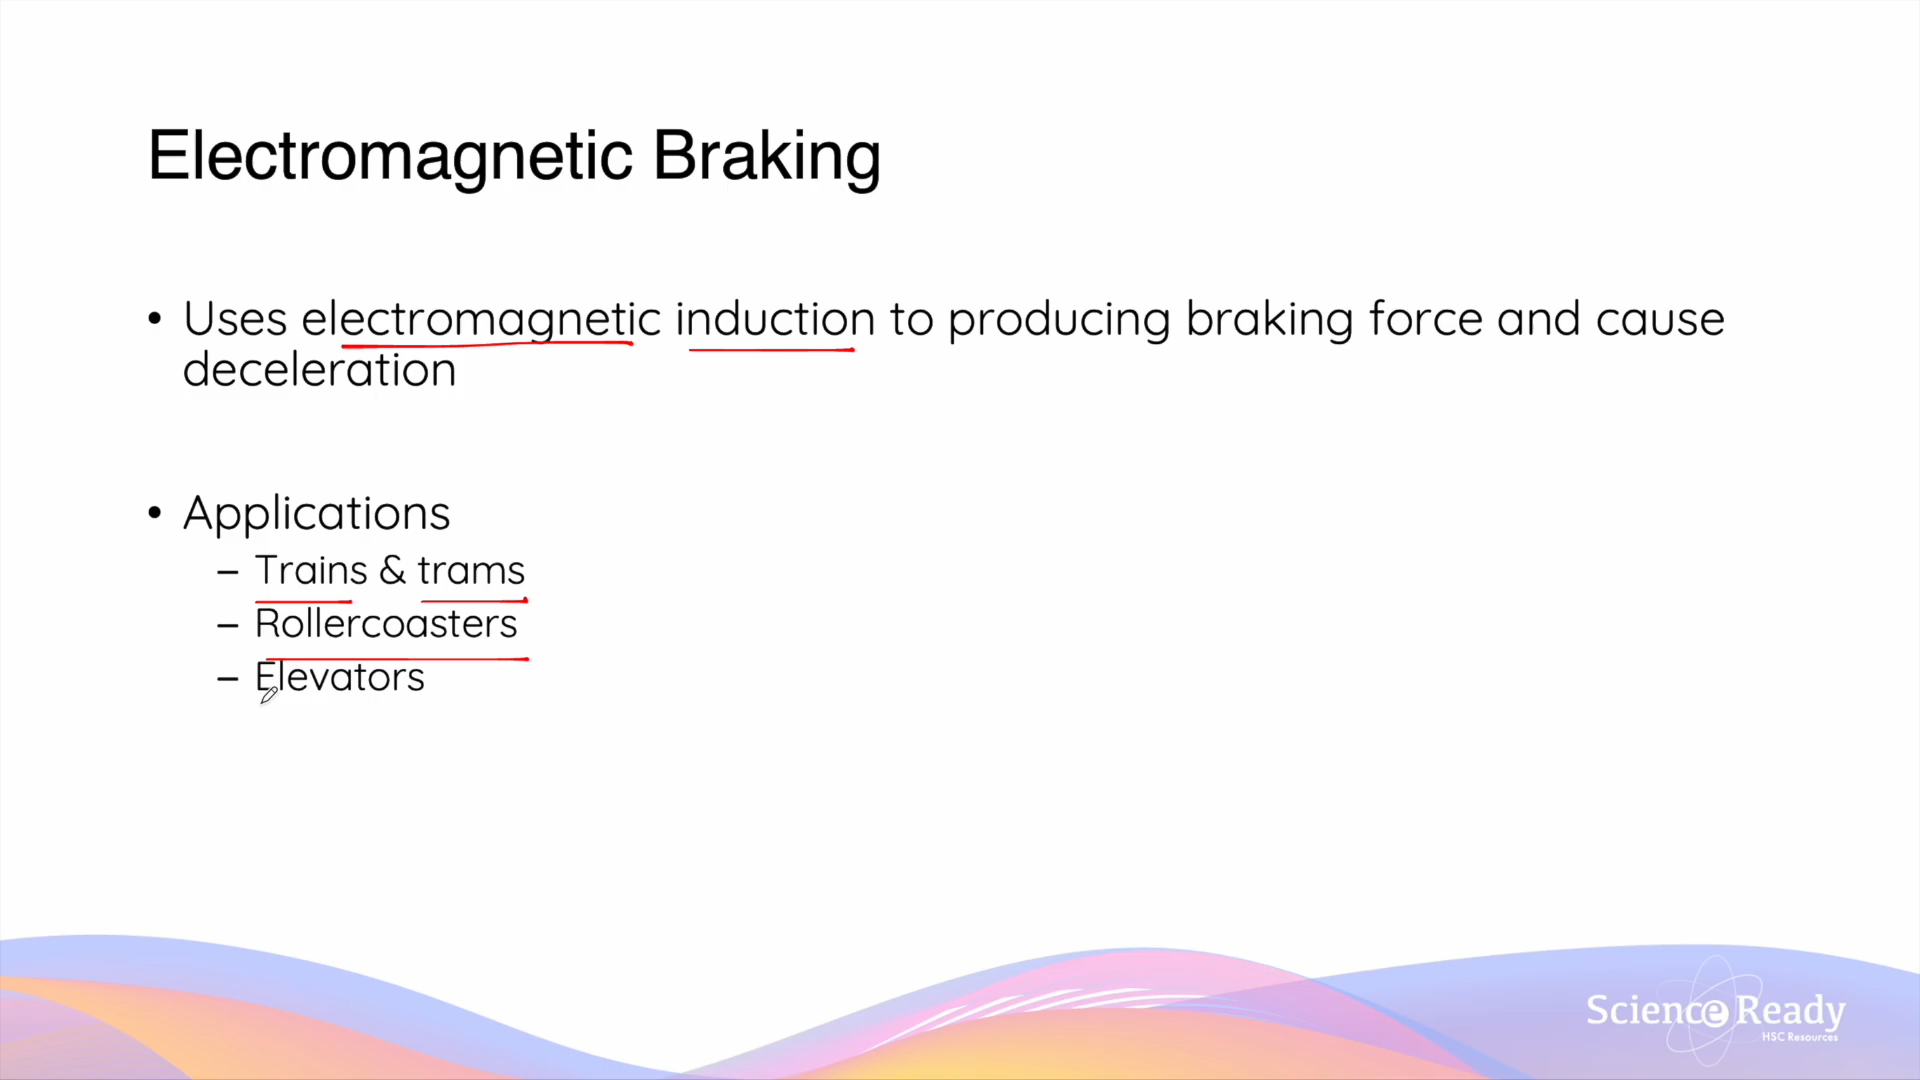 Electromagnetic Braking
• Uses electromagnetic induction to producing braking force and cause
deceleration
• Applications
– Trains & trams
– Rollercoasters
– Elevators
Science Ready
HSC Resources